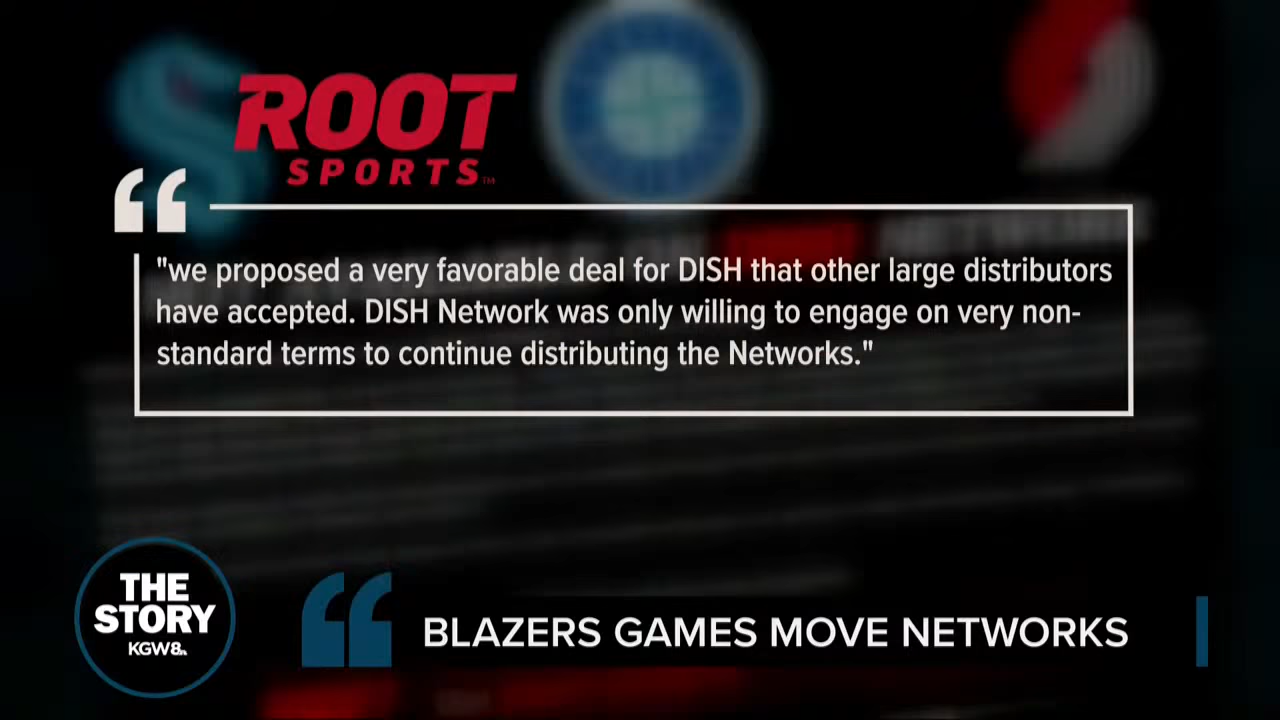 ROOT
SPORTS™
"we proposed a very favorable deal for DISH that other large distributors
have accepted. DISH Network was only willing to engage on very non-
standard terms to continue distributing the Networks."
THE
STORY
KGW8
BLAZERS GAMES MOVE NETWORKS